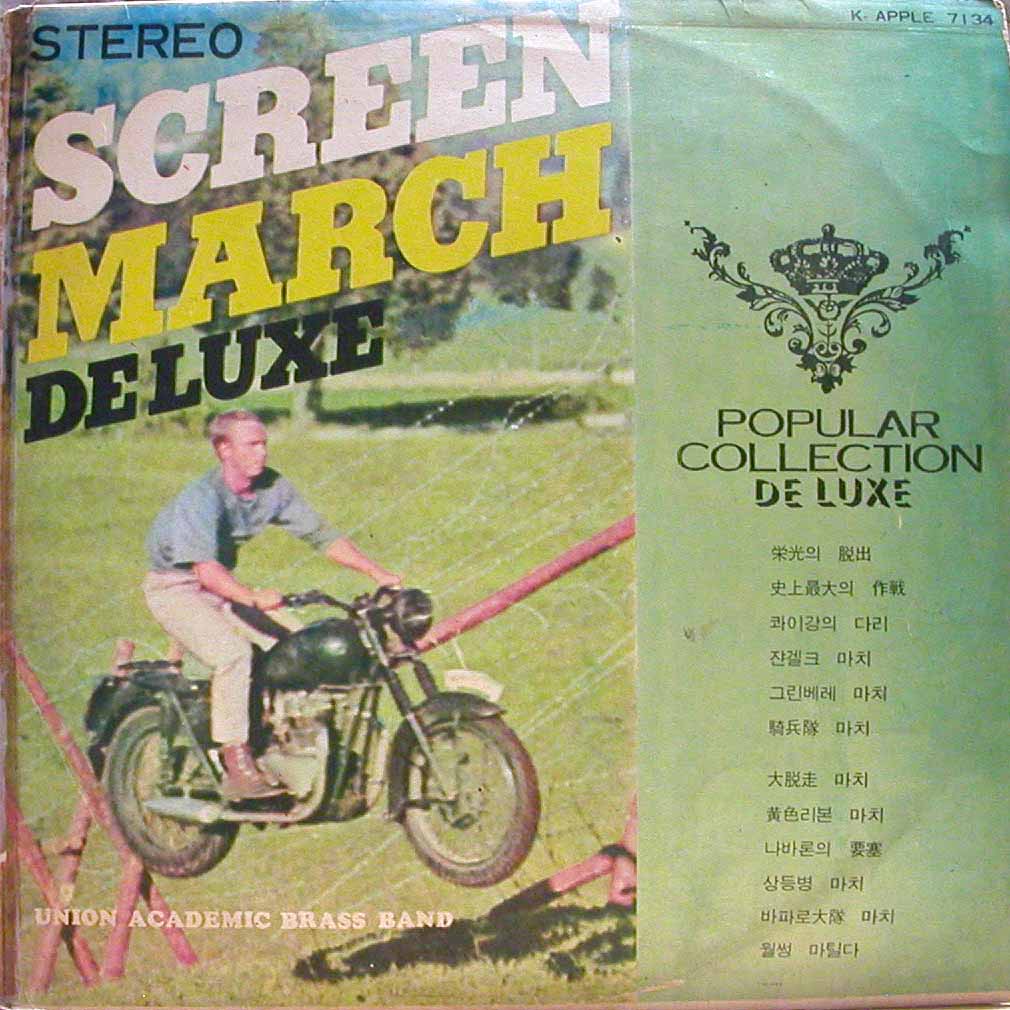 STEREO
SCREEN
MARCH
DE LUXE
UNION ACADEMIC BRASS BAND
K- APPLE 7134
POPULAR
COLLECTION
DE LUXE
栄光의 脱出
史上最大의 作戦
콰이강의 다리
쟌겔크 마치
그린베레 마치
騎兵隊 마치
大脱走 마치
黄色리본 마치
나바론의 要塞
상등병 마치
바파로大隊 마치
월썽 마틸다